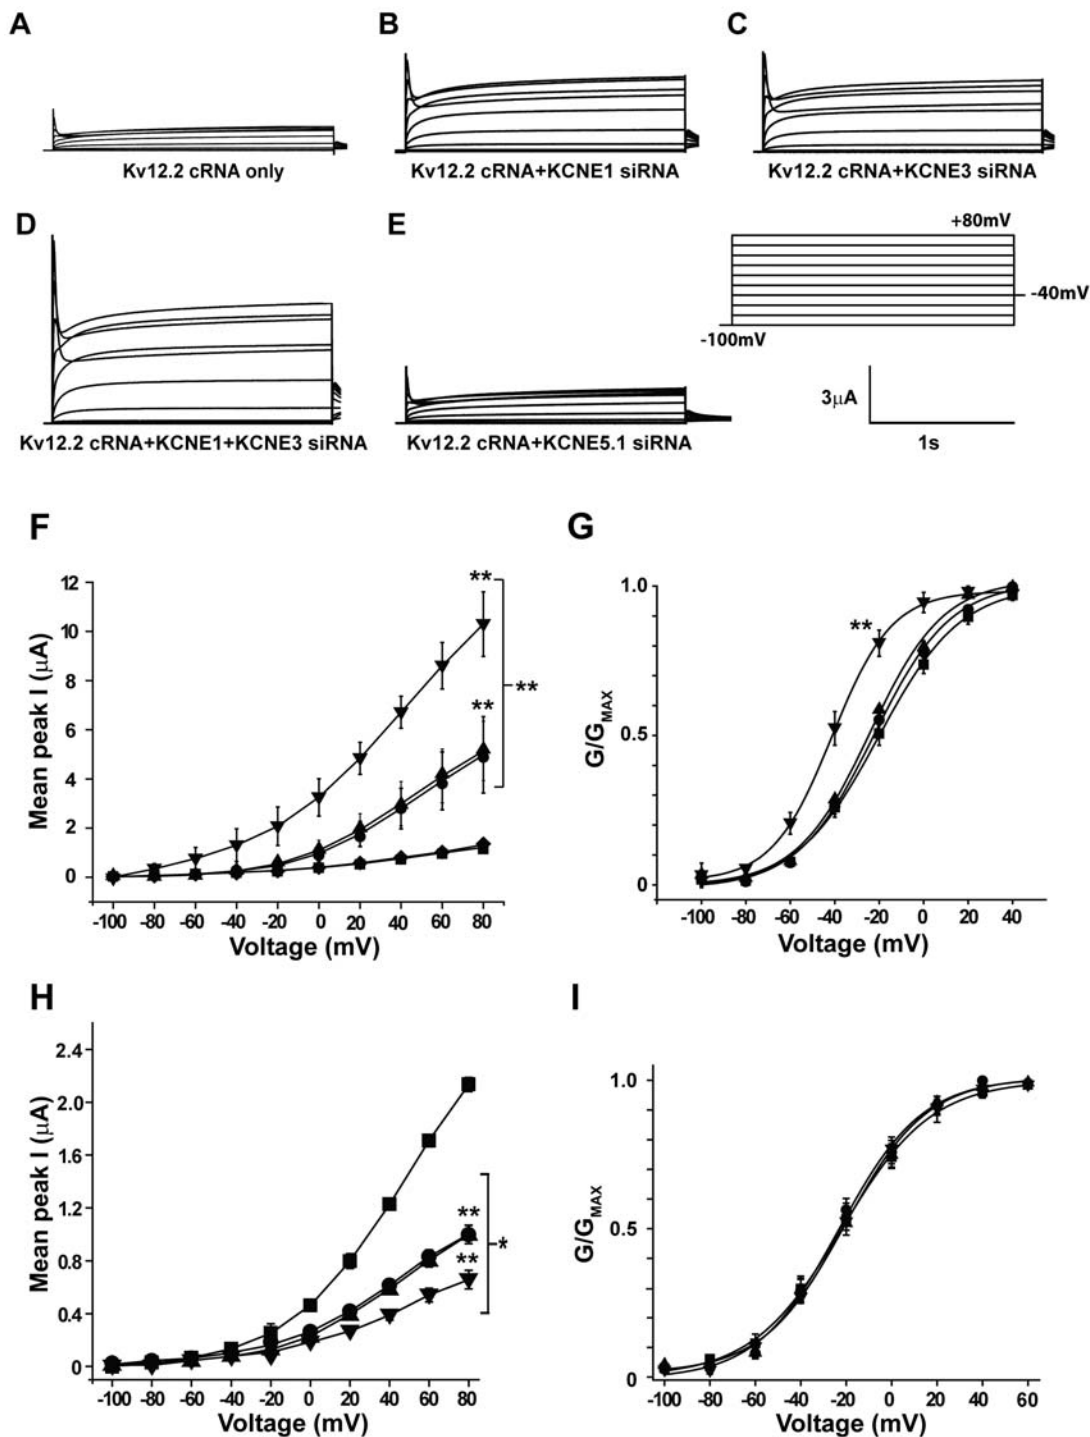 A
B
C
Kv12.2 cRNA only
Kv12.2 cRNA+KCNE1 siRNA
Kv12.2 cRNA+KCNE3 siRNA
D
E
+80mV
-40mV
-100mV
3μA
1s
Kv12.2 cRNA+KCNE1+KCNE3 siRNA
Kv12.2 cRNA+KCNE5.1 siRNA
F
Mean peak I (μA)
12
10
8
6
4
2
0
**
**
**
-100 -80 -60 -40 -20 0 20 40 60 80
Voltage (mV)
G
G/GMAX
1.0
0.5
0
**
-100 -80 -60 -40 -20 0 20 40
Voltage (mV)
H
Mean peak I (μA)
2.4
2.0
1.6
1.2
0.8
0.4
0
**
**
*
-100 -80 -60 -40 -20 0 20 40 60 80
Voltage (mV)
I
G/GMAX
1.0
0.5
0
-100 -80 -60 -40 -20 0 20 40 60
Voltage (mV)